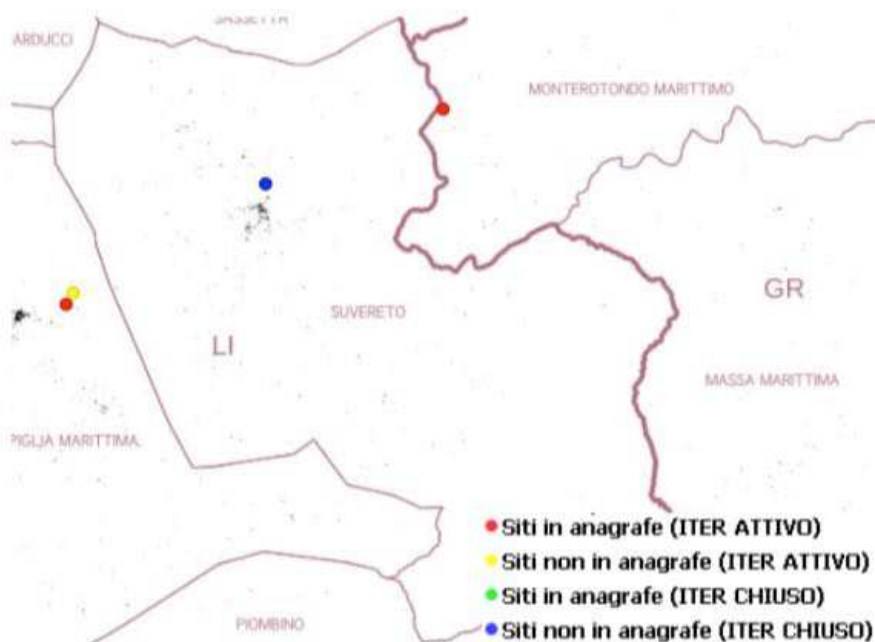 SASSETTA
ARDUCCI
MONTEROTONDO MARITTIMO
GR
SUVERETO
LI
MASSA MARITTIMA
PIGLIA MARITTIMA.
Siti in anagrafe (ITER ATTIVO)
Siti non in anagrafe (ITER ATTIVO)
Siti in anagrafe (ITER CHIUSO)
Siti non in anagrafe (ITER CHIUSO)
PIOMBINO